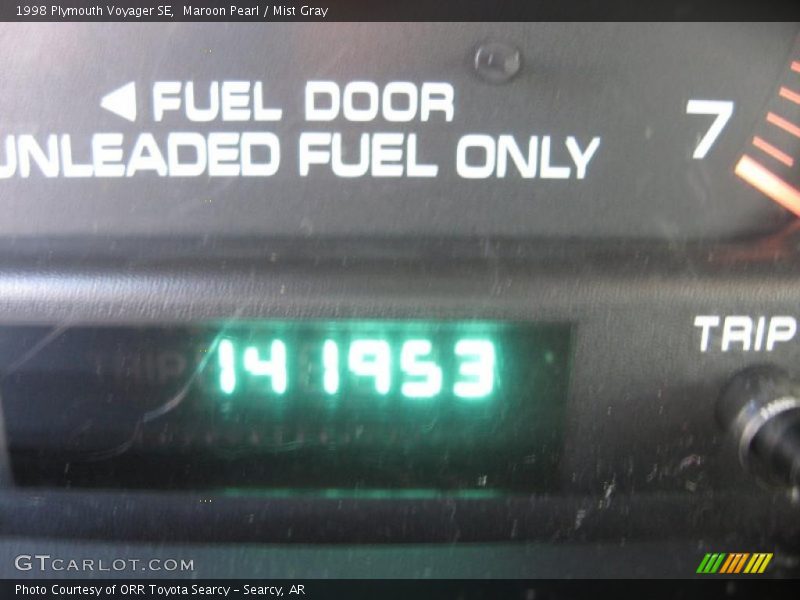 1998 Plymouth Voyager SE,  Maroon Pearl / Mist Gray
◀ FUEL DOOR
UNLEADED FUEL ONLY
7
141953
TRIP
TRIP
GTCARLOT.COM
Photo Courtesy of ORR Toyota Searcy – Searcy, AR